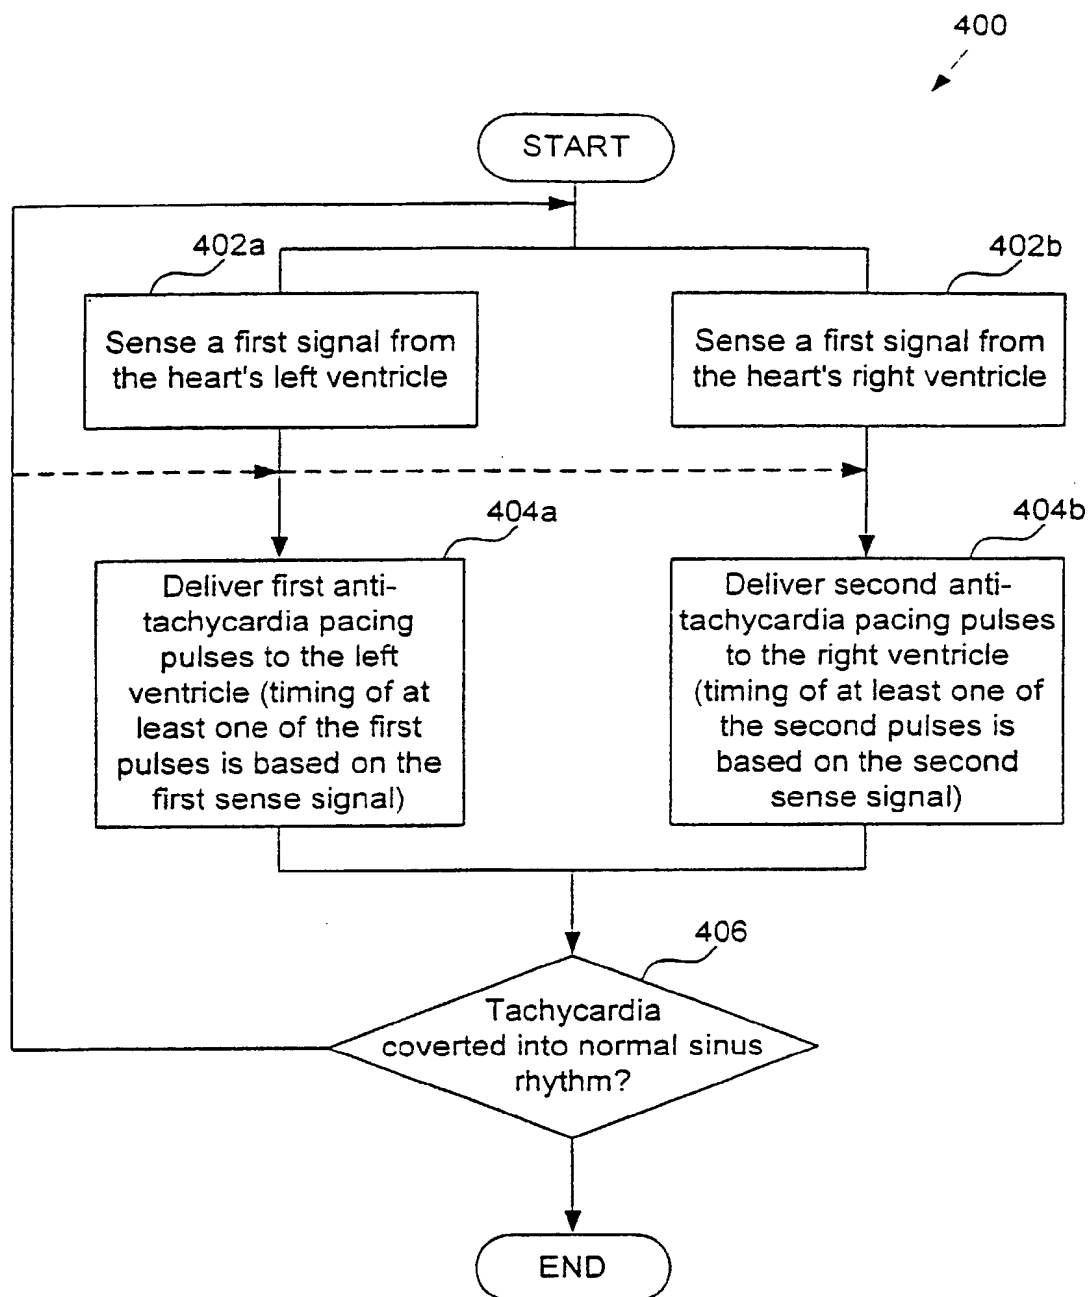 400
START
402a
402b
Sense a first signal from
the heart's left ventricle
Sense a first signal from
the heart's right ventricle
404a
404b
Deliver first anti-
tachycardia pacing
pulses to the left
ventricle (timing of at
least one of the first
pulses is based on the
first sense signal)
Deliver second anti-
tachycardia pacing pulses
to the right ventricle
(timing of at least one of
the second pulses is
based on the second
sense signal)
406
Tachycardia
coverted into normal sinus
rhythm?
END